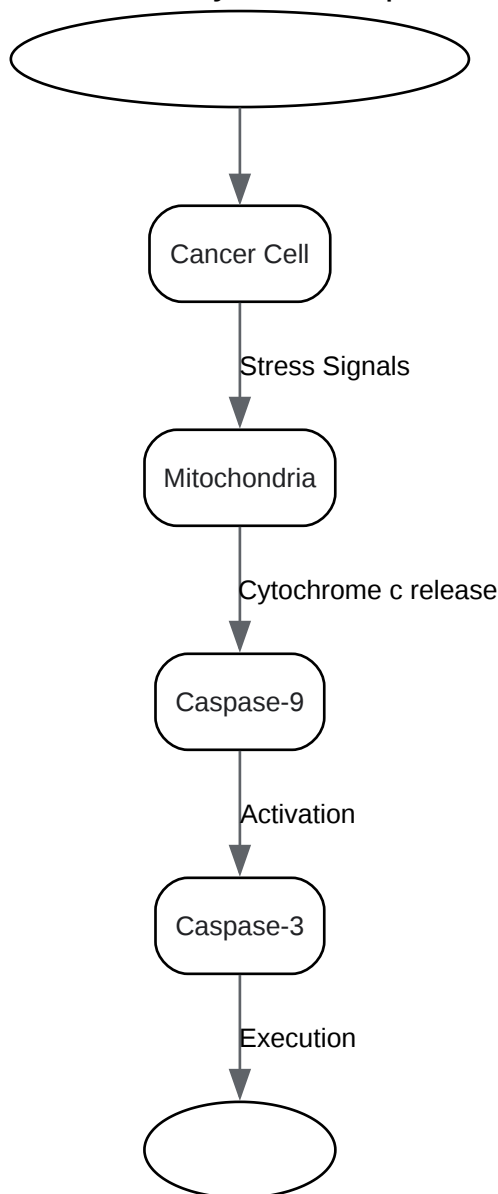 Cancer Cell
Stress Signals
Mitochondria
Cytochrome c release
Caspase-9
Activation
Caspase-3
Execution